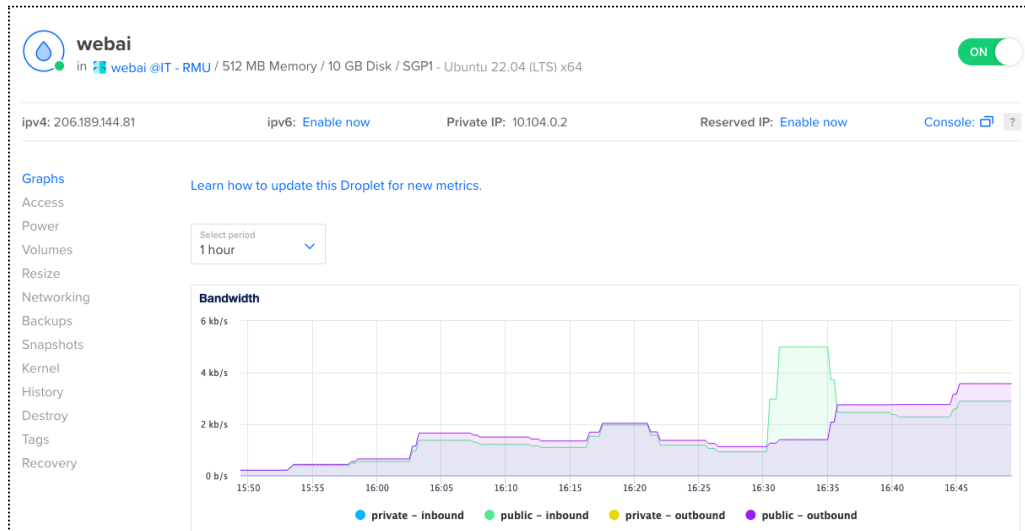 webai
ON
in webai @IT - RMU / 512 MB Memory / 10 GB Disk / SGP1 - Ubuntu 22.04 (LTS) x64
ipv4: 206.189.144.81 ipv6: Enable now Private IP: 10.104.0.2 Reserved IP: Enable now Console: ?
Graphs
Access
Power
Volumes
Resize
Networking
Backups
Snapshots
Kernel
History
Destroy
Tags
Recovery
Learn how to update this Droplet for new metrics.
Select period
1 hour
Bandwidth
6 kb/s
4 kb/s
2 kb/s
0 b/s
15:50 15:55 16:00 16:05 16:10 16:15 16:20 16:25 16:30 16:35 16:40 16:45
private – inbound public – inbound private – outbound public – outbound